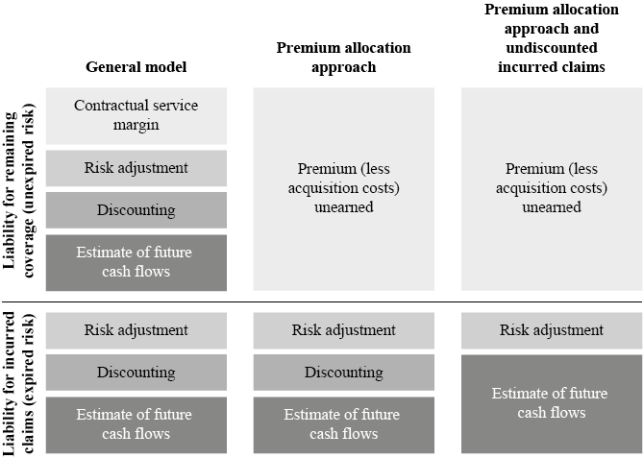 General model
Premium allocation
approach
Premium allocation
approach and
undiscounted
incurred claims
Liability for remaining
coverage (unexpired risk)
Contractual service
margin
Risk adjustment
Discounting
Estimate of future
cash flows
Premium (less
acquisition costs)
unearned
Premium (less
acquisition costs)
unearned
Liability for incurred
claims (expired risk)
Risk adjustment
Discounting
Estimate of future
cash flows
Risk adjustment
Discounting
Estimate of future
cash flows
Risk adjustment
Estimate of future
cash flows